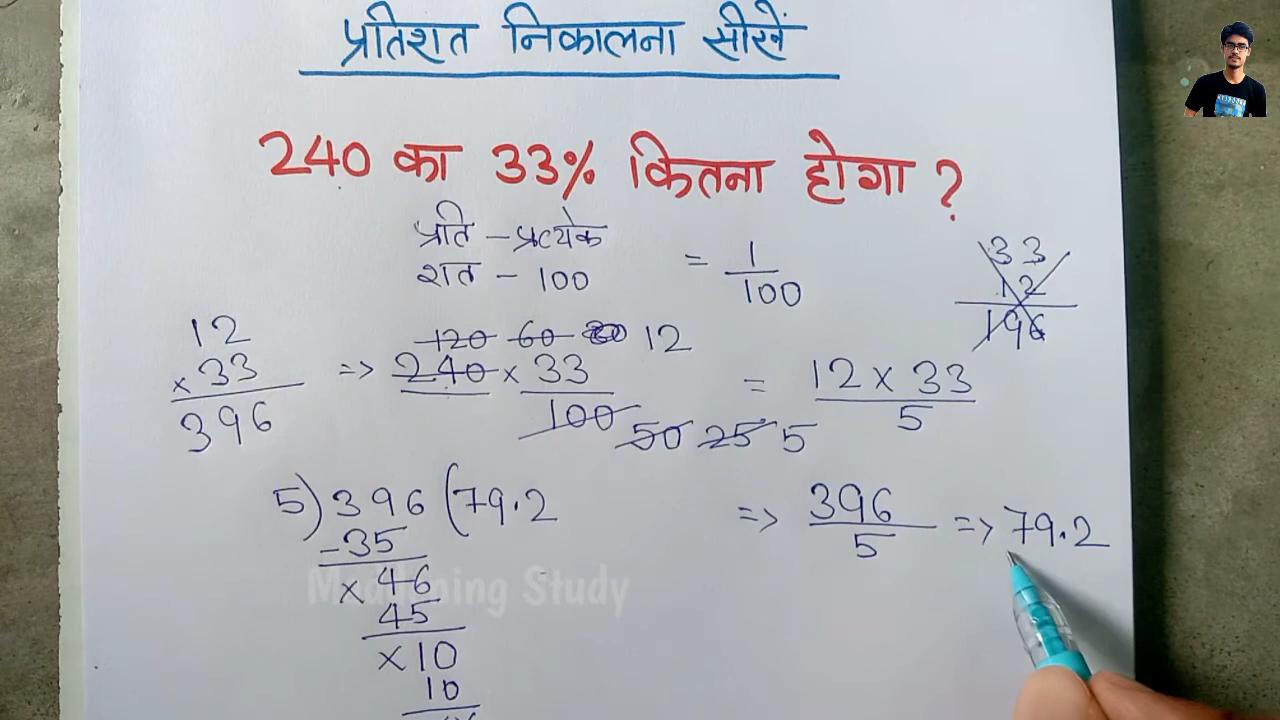 प्रतिशत निकालना सीखें
240 का 33% कितना होगा ?
प्रति - प्रत्येक
शत - 100
= 1/100
33
12
196
12
× 33
396
120 60 12
=> 240 × 33
100 50 25 5
= 12 × 33
5
5) 396 (79.2
-35
× 46
45
× 10
10
=> 396/5 => 79.2
Study